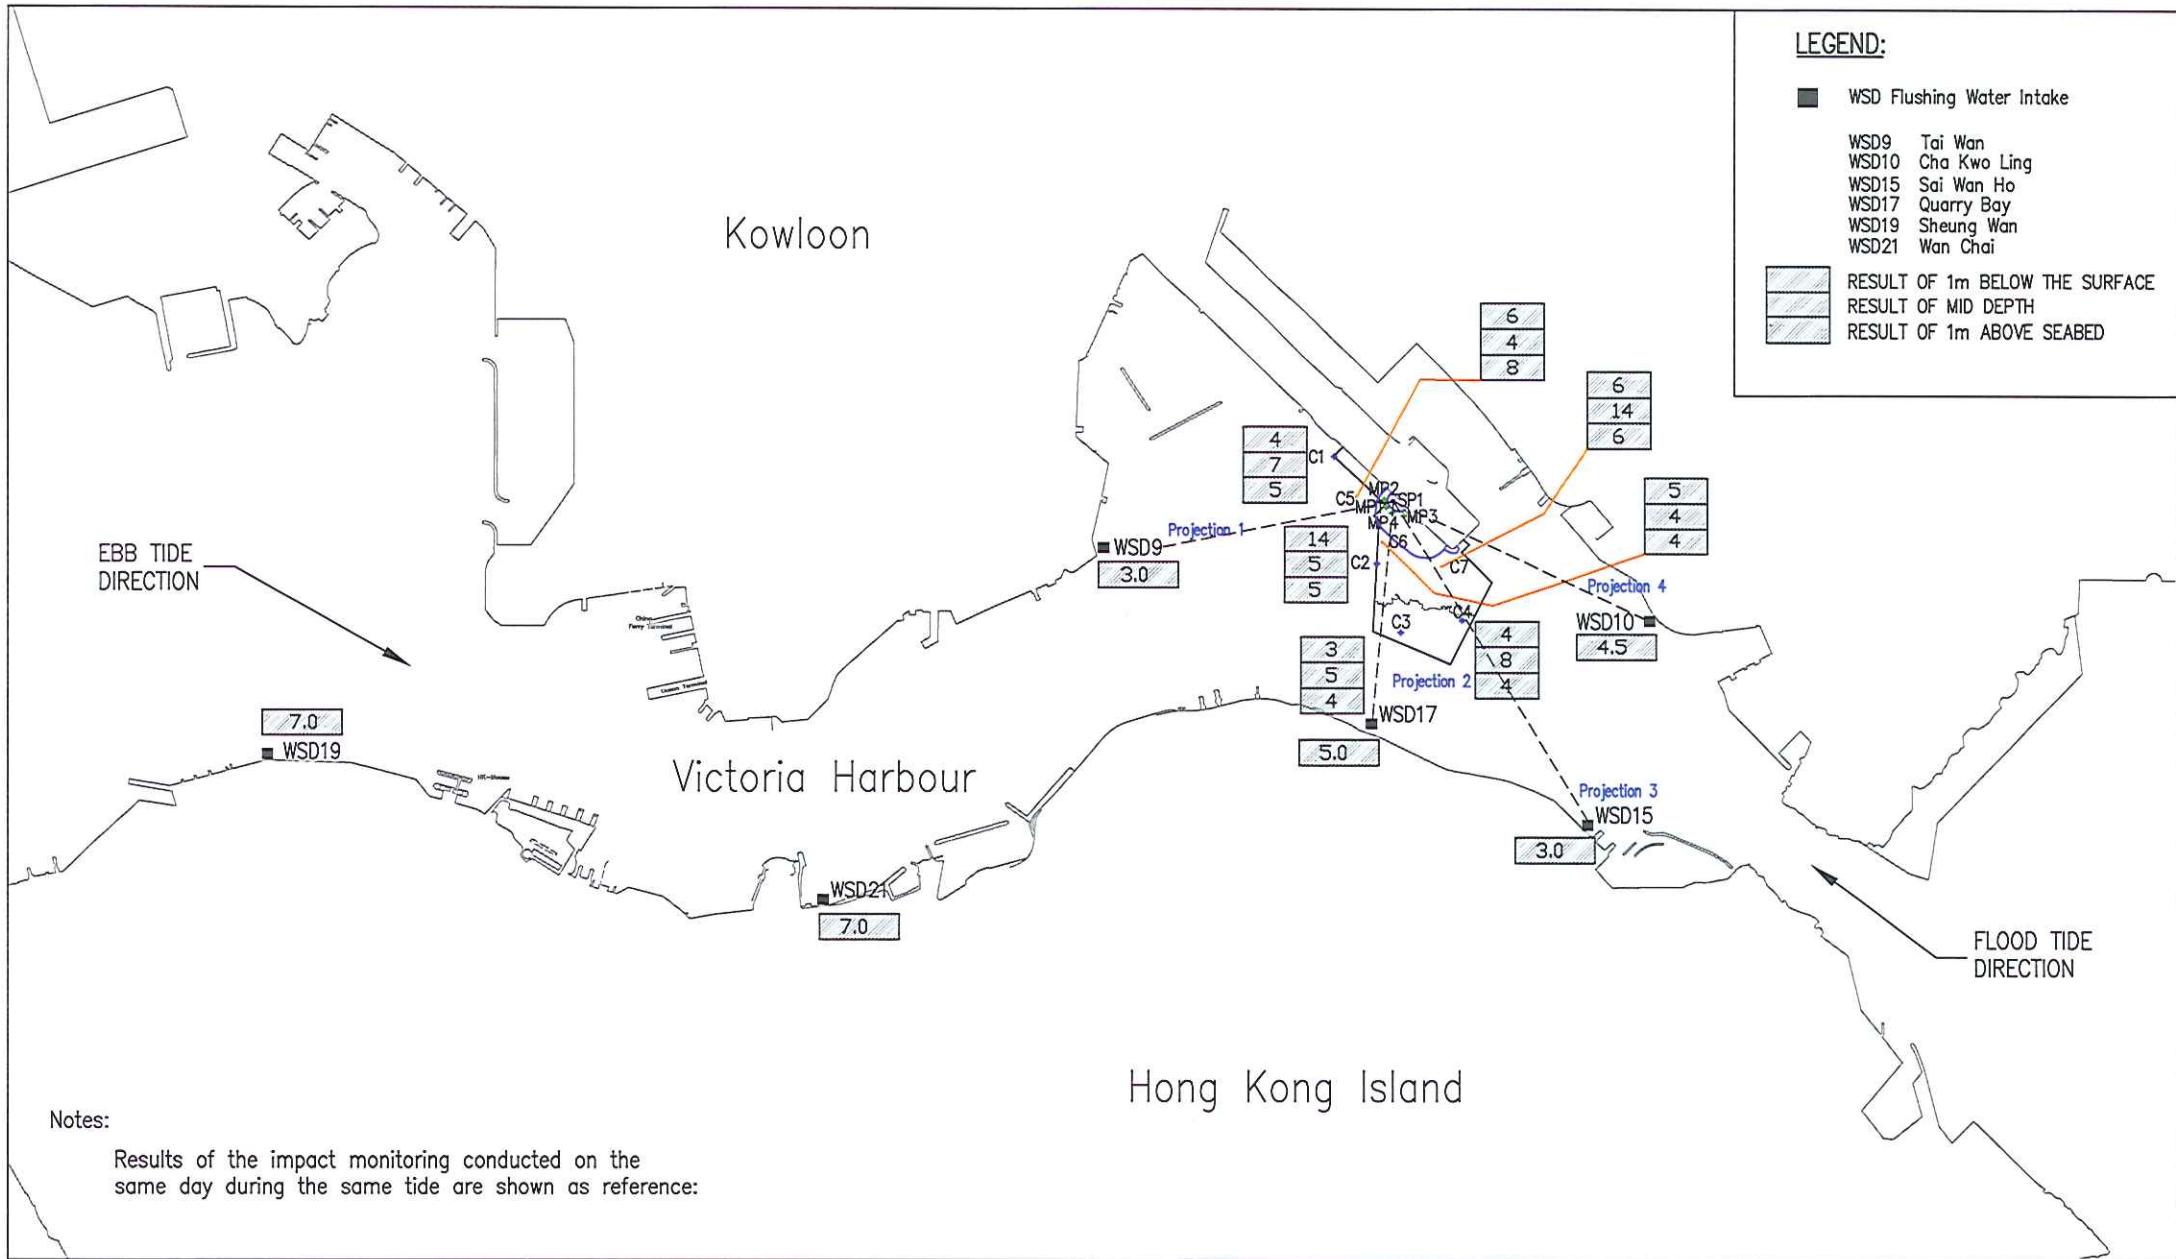 LEGEND:
WSD Flushing Water Intake
WSD9 Tai Wan
WSD10 Cha Kwo Ling
WSD15 Sai Wan Ho
WSD17 Quarry Bay
WSD19 Sheung Wan
WSD21 Wan Chai
RESULT OF 1m BELOW THE SURFACE
RESULT OF MID DEPTH
RESULT OF 1m ABOVE SEABED
Kowloon
6
4
8
6
14
6
4
7
5
C1
5
4
4
C5
MP2
SP1
MP3
MP4
C6
C7
Projection 1
WSD9
3.0
14
5
5
C2
EBB TIDE
DIRECTION
Projection 4
WSD10
4.5
C3
C4
China
Ferry Terminal
Ocean Terminal
3
5
4
4
8
4
Projection 2
WSD17
5.0
7.0
WSD19
Victoria Harbour
Projection 3
WSD15
3.0
WSD21
7.0
FLOOD TIDE
DIRECTION
Hong Kong Island
Notes:
Results of the impact monitoring conducted on the
same day during the same tide are shown as reference: